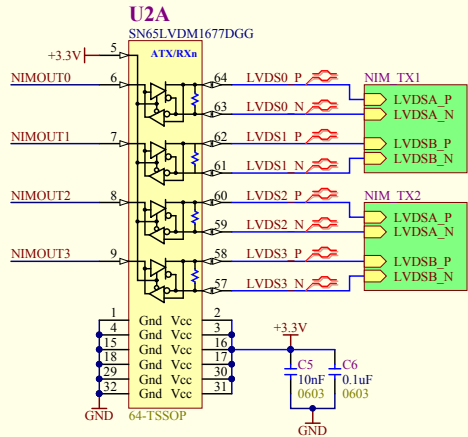 U2A
SN65LVDM1677DGG
+3.3V 5 ATX/RXn
NIMOUT0 6 64 LVDS0_P NIM_TX1
LVDSA_P
63 LVDS0_N LVDSA_N
NIMOUT1 7 62 LVDS1_P LVDSB_P
LVDSB_N
61 LVDS1_N
NIMOUT2 8 60 LVDS2_P NIM_TX2
LVDSA_P
59 LVDS2_N LVDSA_N
NIMOUT3 9 58 LVDS3_P LVDSB_P
LVDSB_N
57 LVDS3_N
1 Gnd Vcc 2
4 Gnd Vcc 3
15 Gnd Vcc 16 +3.3V
18 Gnd Vcc 17
29 Gnd Vcc 30
32 Gnd Vcc 31
C5 C6
10nF 0.1uF
0603 0603
GND 64-TSSOP GND